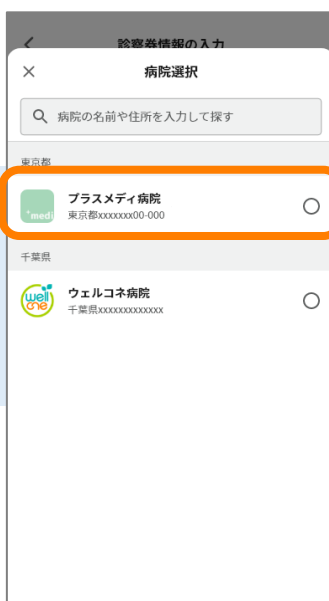 診察券情報の入力
病院選択
病院の名前や住所を入力して探す
東京都
プラスメディ病院
東京都xxxxxxx00-000
+medi
千葉県
ウェルコネ病院
千葉県xxxxxxxxxxxxx
well
one